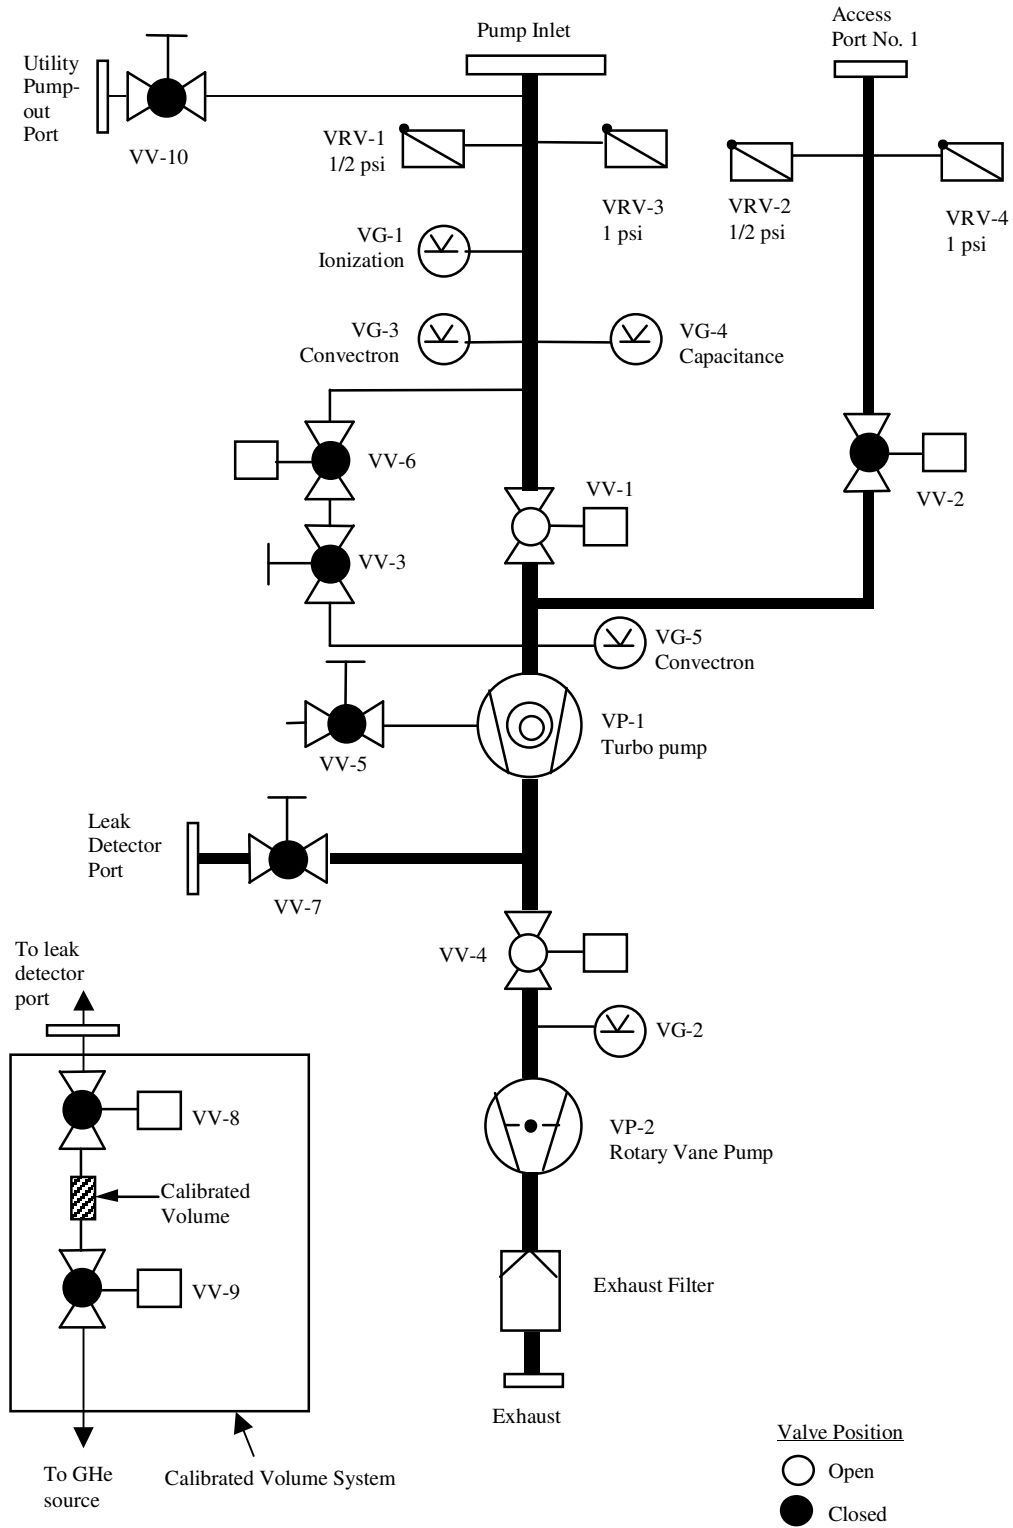 Pump Inlet
Access
Port No. 1
Utility
Pump-
out
Port
VV-10
VRV-1
1/2 psi
VRV-3
1 psi
VRV-2
1/2 psi
VRV-4
1 psi
VG-1
Ionization
VG-3
Convectron
VG-4
Capacitance
VV-6
VV-1
VV-2
VV-3
VG-5
Convectron
VV-5
VP-1
Turbo pump
Leak
Detector
Port
VV-7
VV-4
To leak
detector
port
VG-2
VV-8
VP-2
Rotary Vane Pump
Calibrated
Volume
VV-9
Exhaust Filter
Exhaust
To GHe
source
Calibrated Volume System
Valve Position
Open
Closed